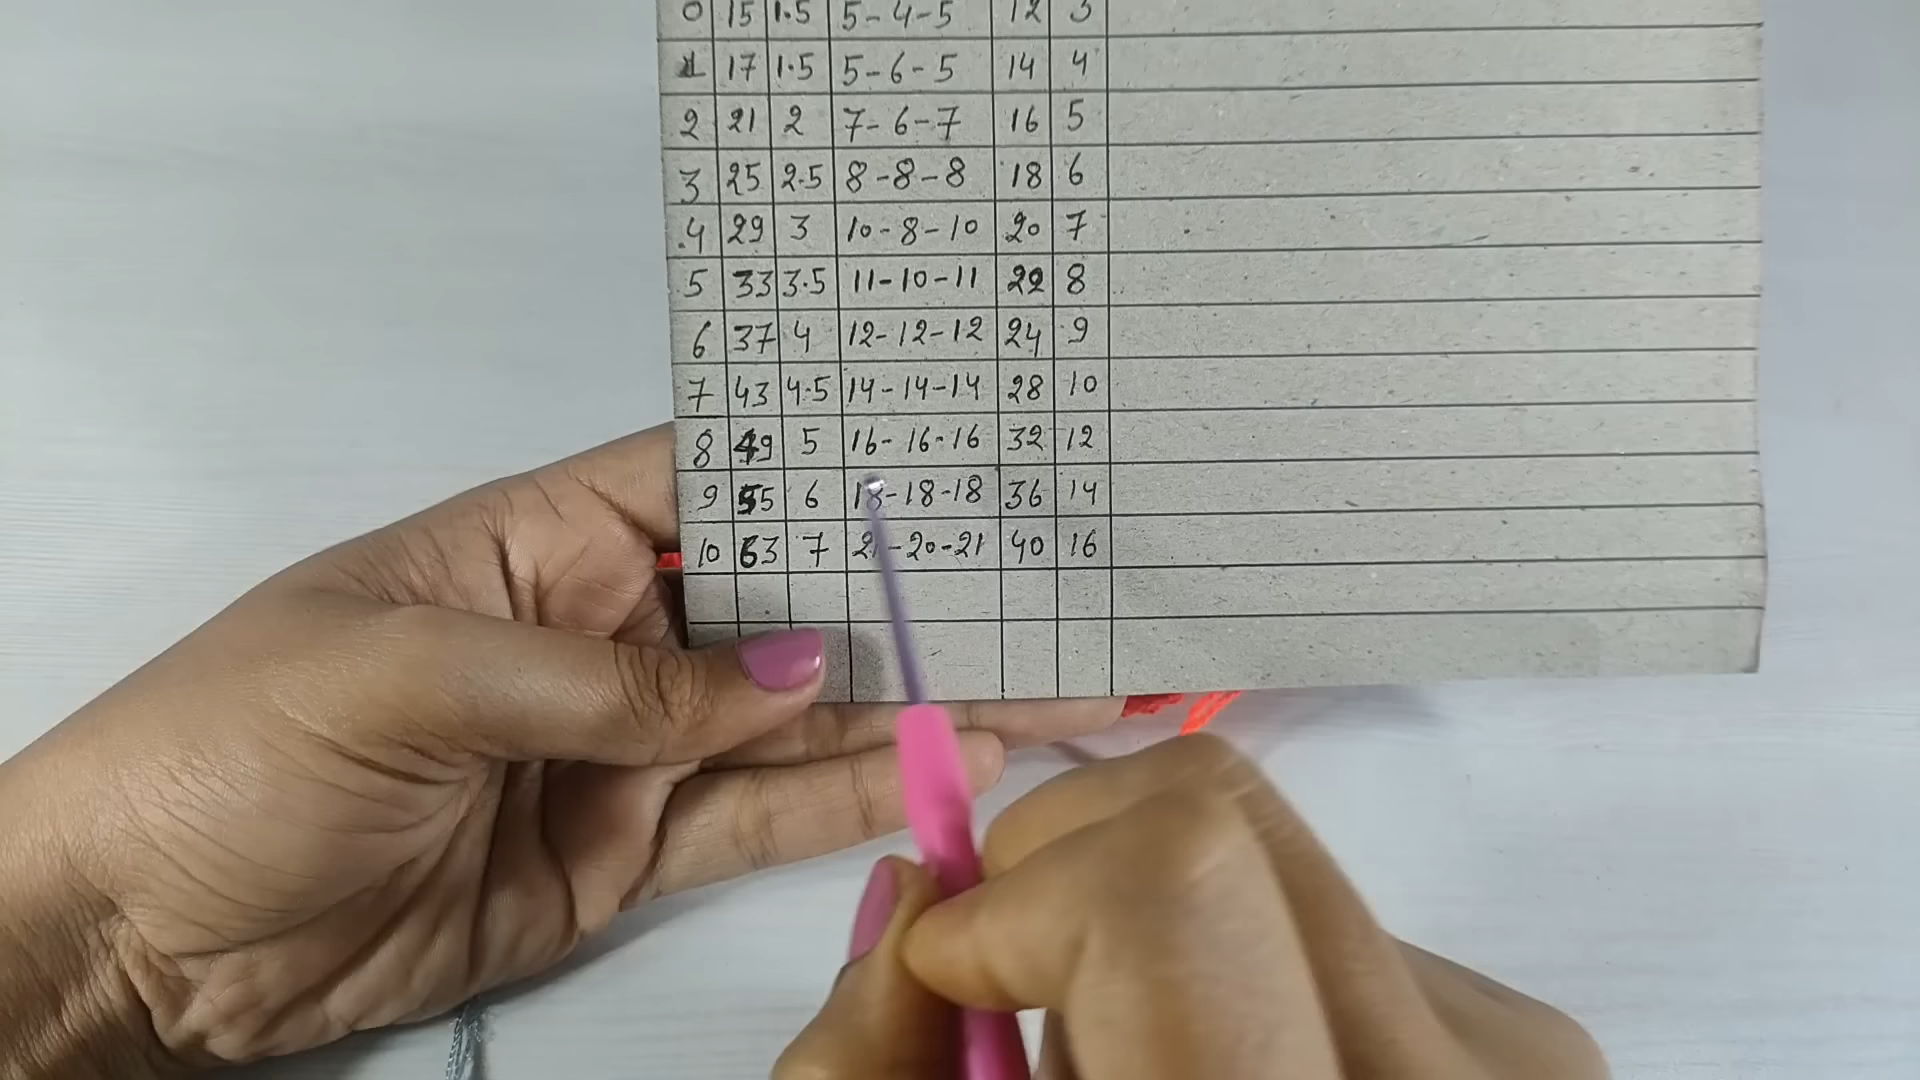 0 15 1.5 5-4-5 12 3
1 17 1.5 5-6-5 14 4
2 21 2 7-6-7 16 5
3 25 2.5 8-8-8 18 6
4 29 3 10-8-10 20 7
5 33 3.5 11-10-11 22 8
6 37 4 12-12-12 24 9
7 43 4.5 14-14-14 28 10
8 49 5 16-16-16 32 12
9 55 6 18-18-18 36 14
10 63 7 21-20-21 40 16